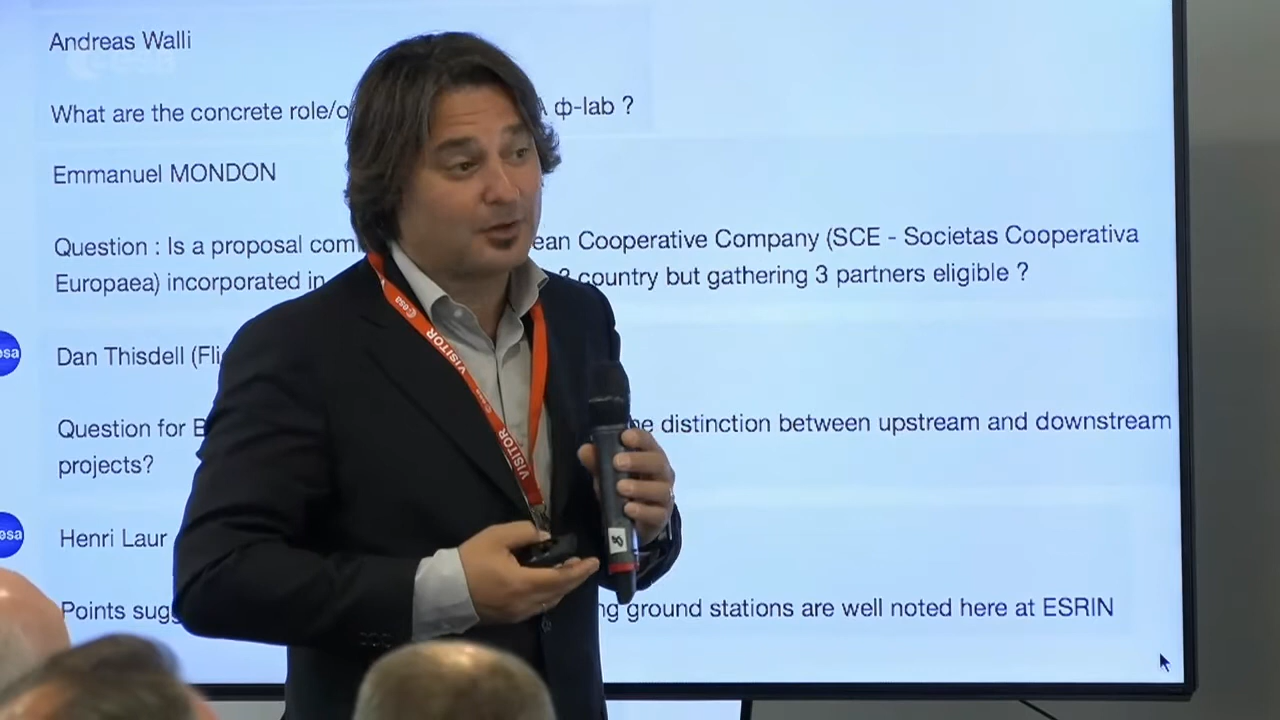 Andreas Walli
What are the concrete role/o ф-lab ?
Emmanuel MONDON
Question : Is a proposal com ean Cooperative Company (SCE - Societas Cooperativa
Europaea) incorporated in country but gathering 3 partners eligible ?
esa
Dan Thisdell (Fli
Question for B he distinction between upstream and downstream
projects?
esa
Henri Laur
Points sugg ng ground stations are well noted here at ESRIN
esa
VISITOR
VISITOR